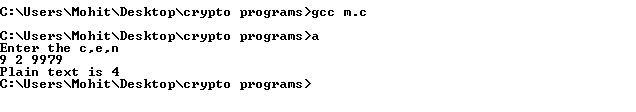 C:\Users\Mohit\Desktop\crypto programs>gcc m.c
C:\Users\Mohit\Desktop\crypto programs>a
Enter the c,e,n
9 2 9979
Plain text is 4
C:\Users\Mohit\Desktop\crypto programs>